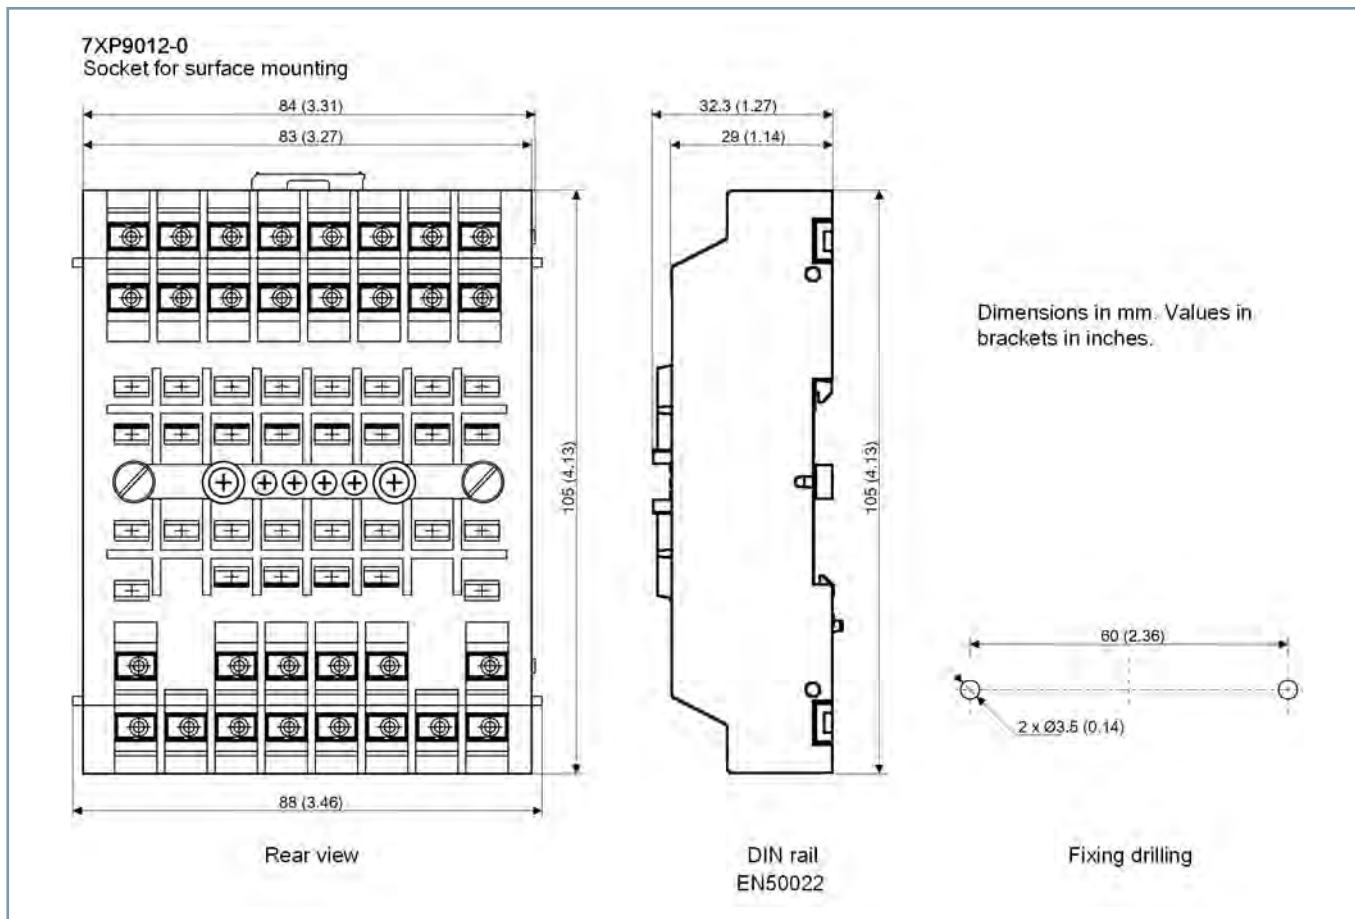 7XP9012-0
Socket for surface mounting
84 (3.31)
83 (3.27)
32.3 (1.27)
29 (1.14)
Dimensions in mm. Values in
brackets in inches.
105 (4.13)
105 (4.13)
60 (2.36)
2 x Ø3.5 (0.14)
88 (3.46)
Rear view
DIN rail
EN50022
Fixing drilling